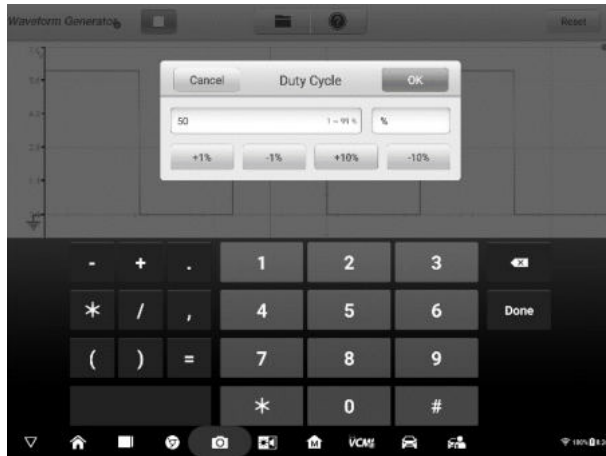 Waveform Generator
Reset
Cancel Duty Cycle OK
50 1 ~ 99 % %
+1% -1% +10% -10%
- + . 1 2 3
* / , 4 5 6 Done
( ) = 7 8 9
* 0 #
VCMI
100%